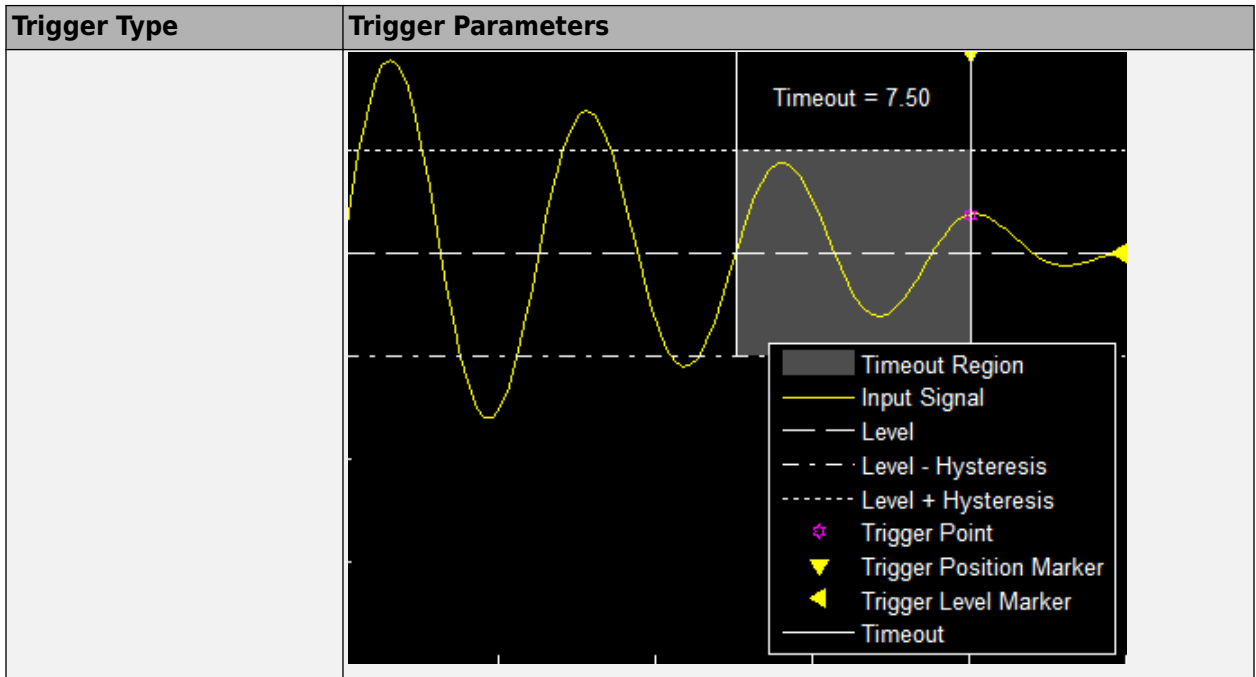 Trigger Type
Trigger Parameters
Timeout = 7.50
Timeout Region
Input Signal
Level
Level - Hysteresis
Level + Hysteresis
Trigger Point
Trigger Position Marker
Trigger Level Marker
Timeout